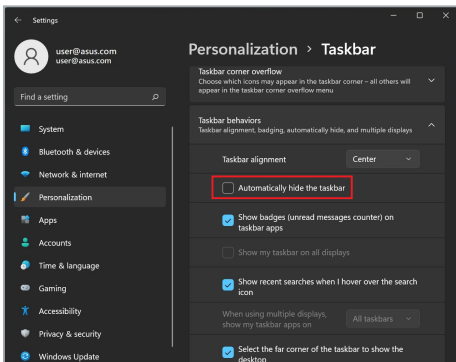 Settings
user@asus.com
user@asus.com
Find a setting
System
Bluetooth & devices
Network & internet
Personalization
Apps
Accounts
Time & language
Gaming
Accessibility
Privacy & security
Windows Update
Personalization > Taskbar
Taskbar corner overflow
Choose which icons may appear in the taskbar corner – all others will
appear in the taskbar corner overflow menu
Taskbar behaviors
Taskbar alignment, badging, automatically hide, and multiple displays
Taskbar alignment
Center
Automatically hide the taskbar
Show badges (unread messages counter) on
taskbar apps
Show my taskbar on all displays
Show recent searches when I hover over the search
icon
When using multiple displays,
show my taskbar apps on
All taskbars
Select the far corner of the taskbar to show the
desktop